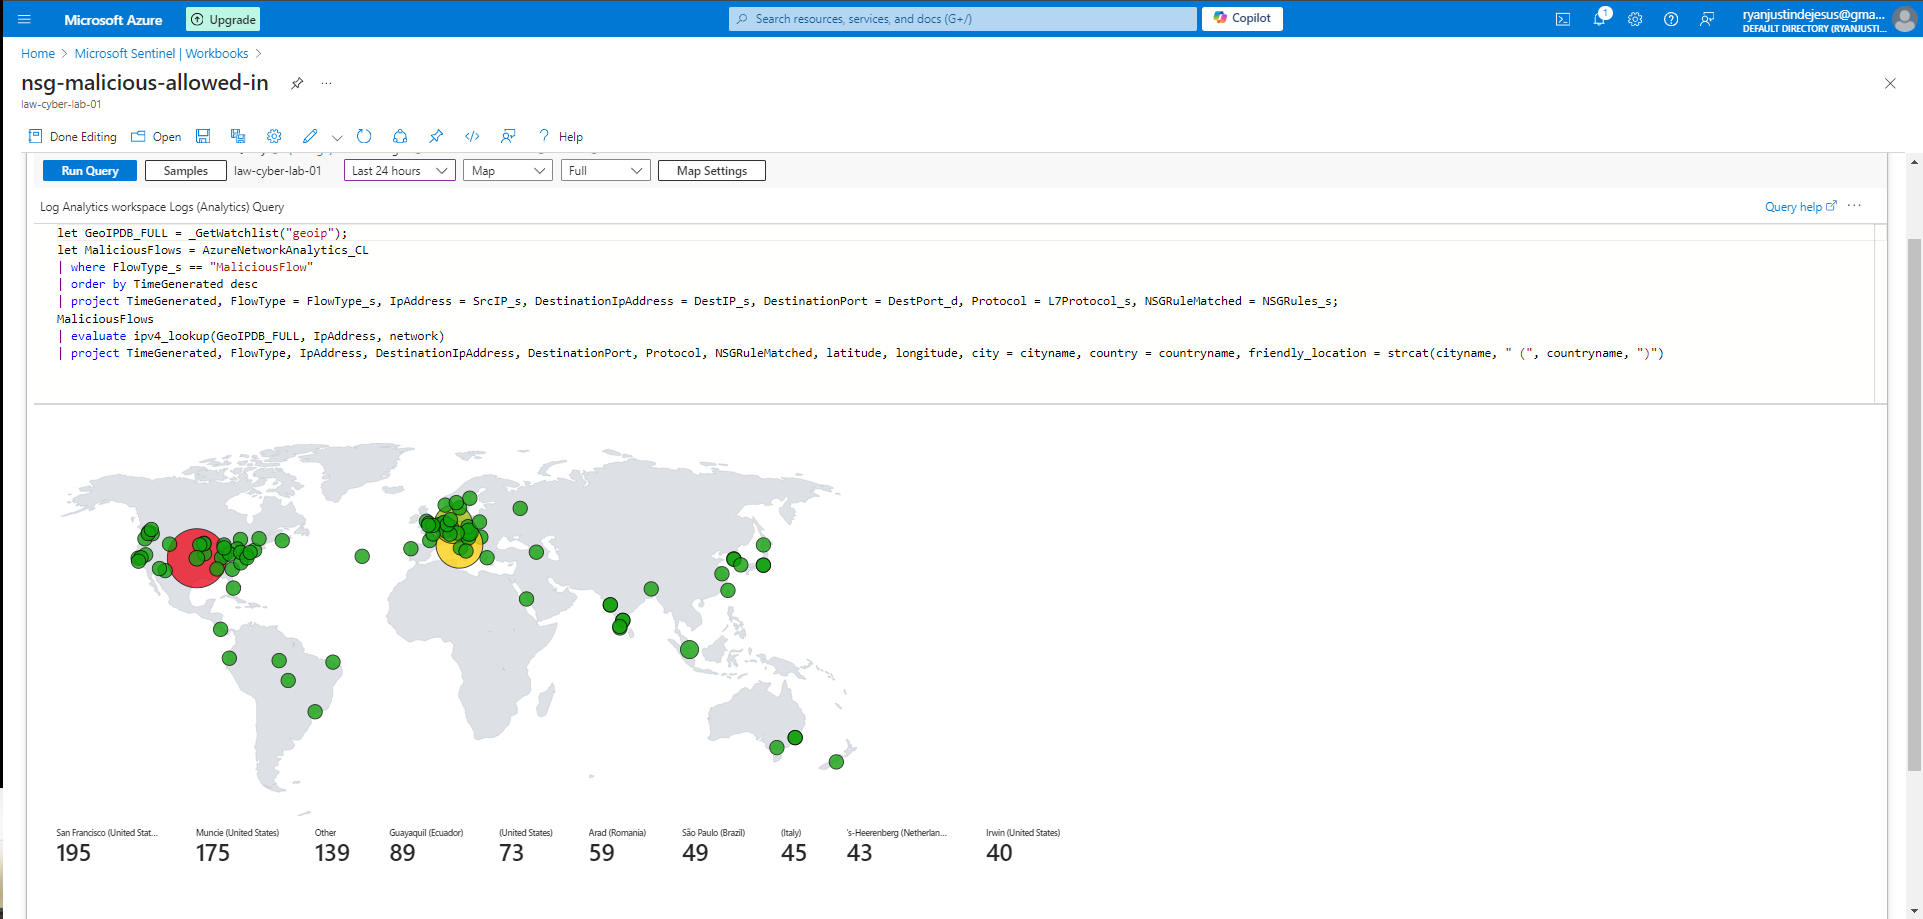 Microsoft Azure
Upgrade
Search resources, services, and docs (G+/)
Copilot
1
ryanjustindejesus@gma...
DEFAULT DIRECTORY (RYANJUSTI...
Home > Microsoft Sentinel | Workbooks >
nsg-malicious-allowed-in
...
law-cyber-lab-01
Done Editing
Open
Help
Run Query
Samples
law-cyber-lab-01
Last 24 hours
Map
Full
Map Settings
Log Analytics workspace Logs (Analytics) Query
Query help
...
let GeoIPDB_FULL = _GetWatchlist("geoip");
let MaliciousFlows = AzureNetworkAnalytics_CL
| where FlowType_s == "MaliciousFlow"
| order by TimeGenerated desc
| project TimeGenerated, FlowType = FlowType_s, IpAddress = SrcIP_s, DestinationIpAddress = DestIP_s, DestinationPort = DestPort_d, Protocol = L7Protocol_s, NSGRuleMatched = NSGRules_s;
MaliciousFlows
| evaluate ipv4_lookup(GeoIPDB_FULL, IpAddress, network)
| project TimeGenerated, FlowType, IpAddress, DestinationIpAddress, DestinationPort, Protocol, NSGRuleMatched, latitude, longitude, city = cityname, country = countryname, friendly_location = strcat(cityname, " (", countryname, ")")
San Francisco (United Stat...
195
Muncie (United States)
175
Other
139
Guayaquil (Ecuador)
89
(United States)
73
Arad (Romania)
59
São Paulo (Brazil)
49
(Italy)
45
's-Heerenberg (Netherlan...
43
Irwin (United States)
40